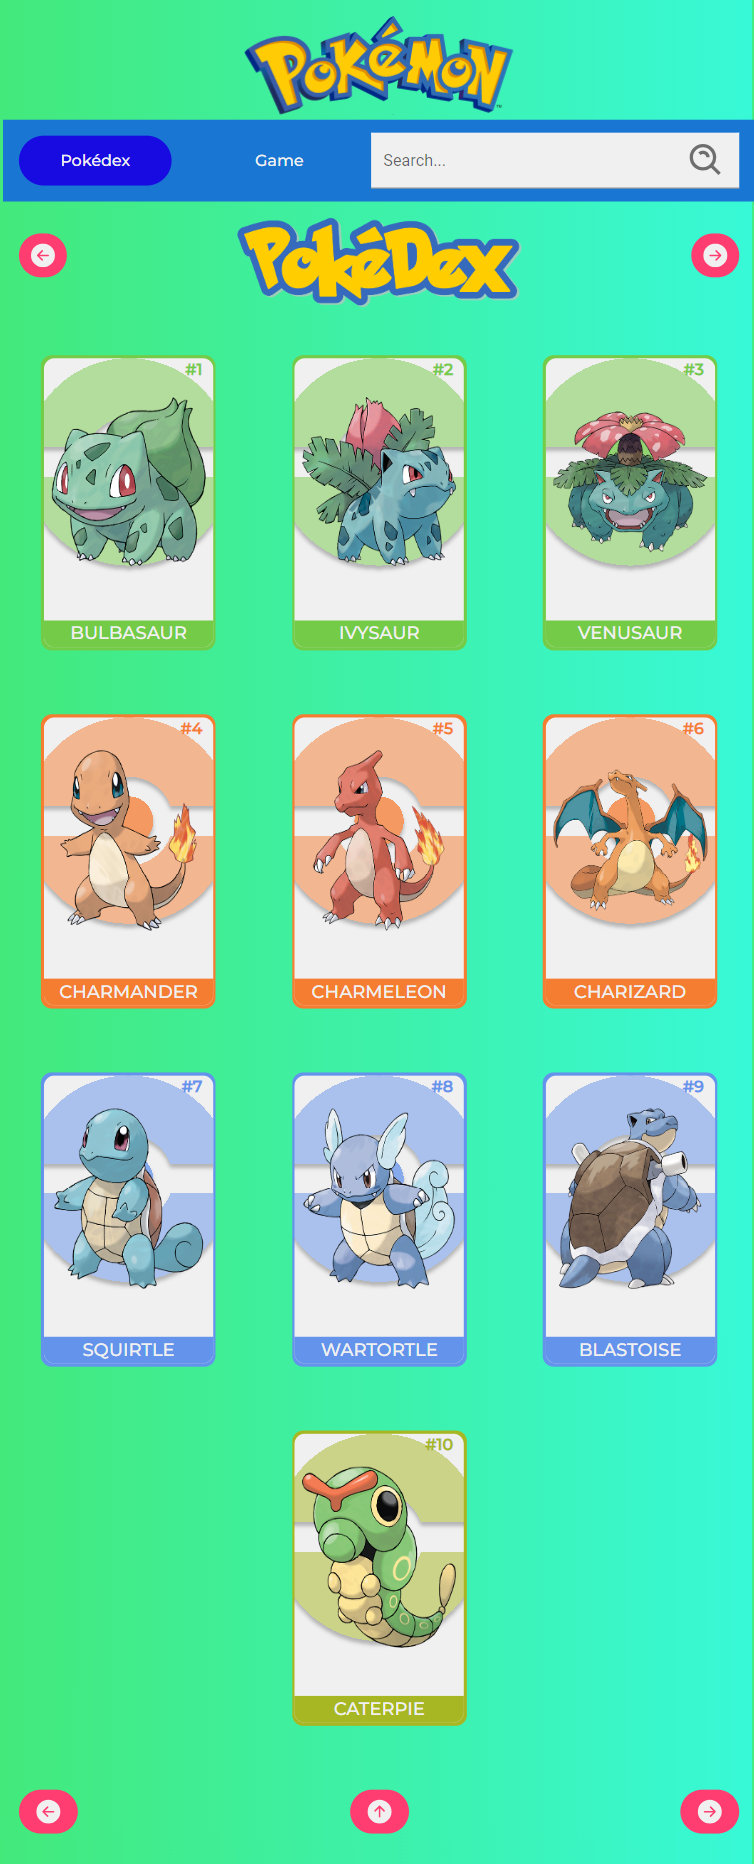 POKéMON
™
Pokédex
Game
Search...
PokéDex
#1
#2
#3
BULBASAUR
IVYSAUR
VENUSAUR
#4
#5
#6
CHARMANDER
CHARMELEON
CHARIZARD
#7
#8
#9
SQUIRTLE
WARTORTLE
BLASTOISE
#10
CATERPIE